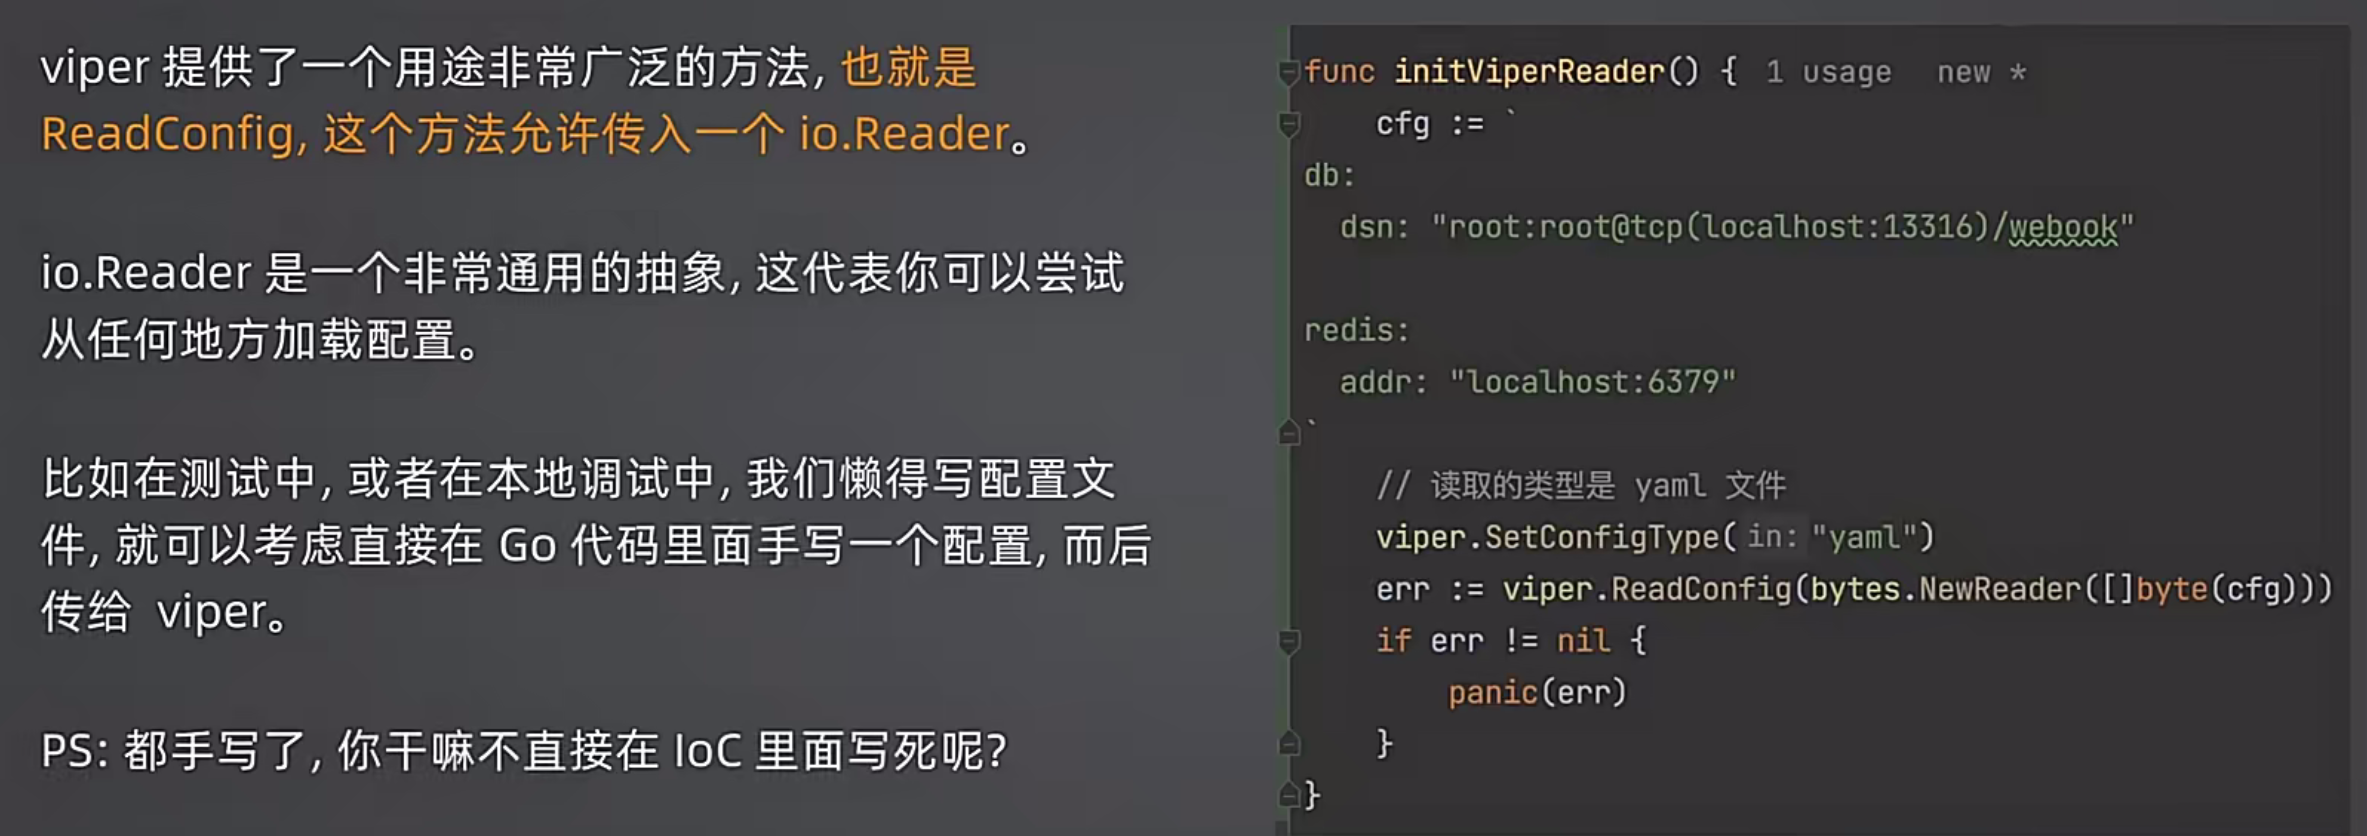 viper 提供了一个用途非常广泛的方法, 也就是
ReadConfig, 这个方法允许传入一个 io.Reader。
io.Reader 是一个非常通用的抽象, 这代表你可以尝试
从任何地方加载配置。
比如在测试中, 或者在本地调试中, 我们懒得写配置文
件, 就可以考虑直接在 Go 代码里面手写一个配置, 而后
传给 viper。
PS: 都手写了, 你干嘛不直接在 IoC 里面写死呢?
func initViperReader() { 1 usage new *
    cfg := `
db:
  dsn: "root:root@tcp(localhost:13316)/webook"
redis:
  addr: "localhost:6379"
`
    // 读取的类型是 yaml 文件
    viper.SetConfigType( in: "yaml")
    err := viper.ReadConfig(bytes.NewReader([]byte(cfg)))
    if err != nil {
        panic(err)
    }
}